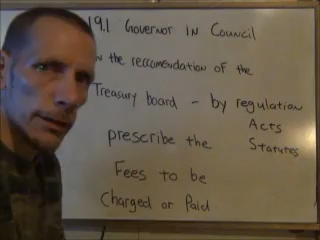 19.1 Governor IN Council
the reccomendation of the
Treasury board - by regulation
Acts
prescribe the
Statutes
Fees to be
Charged or Paid